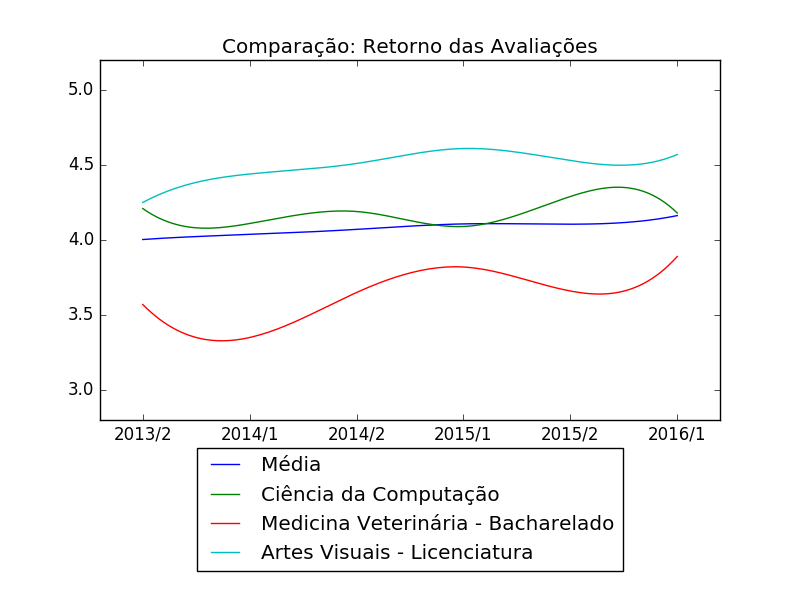 Comparação: Retorno das Avaliações
5.0
4.5
4.0
3.5
3.0
2013/2 2014/1 2014/2 2015/1 2015/2 2016/1
Média
Ciência da Computação
Medicina Veterinária - Bacharelado
Artes Visuais - Licenciatura